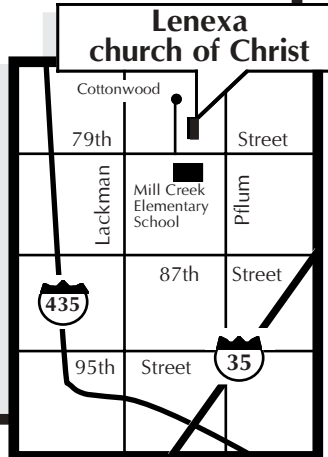 Lenexa
church of Christ
Cottonwood
79th Street
Lackman
Mill Creek
Elementary
School
Pflum
87th Street
435
35
95th Street